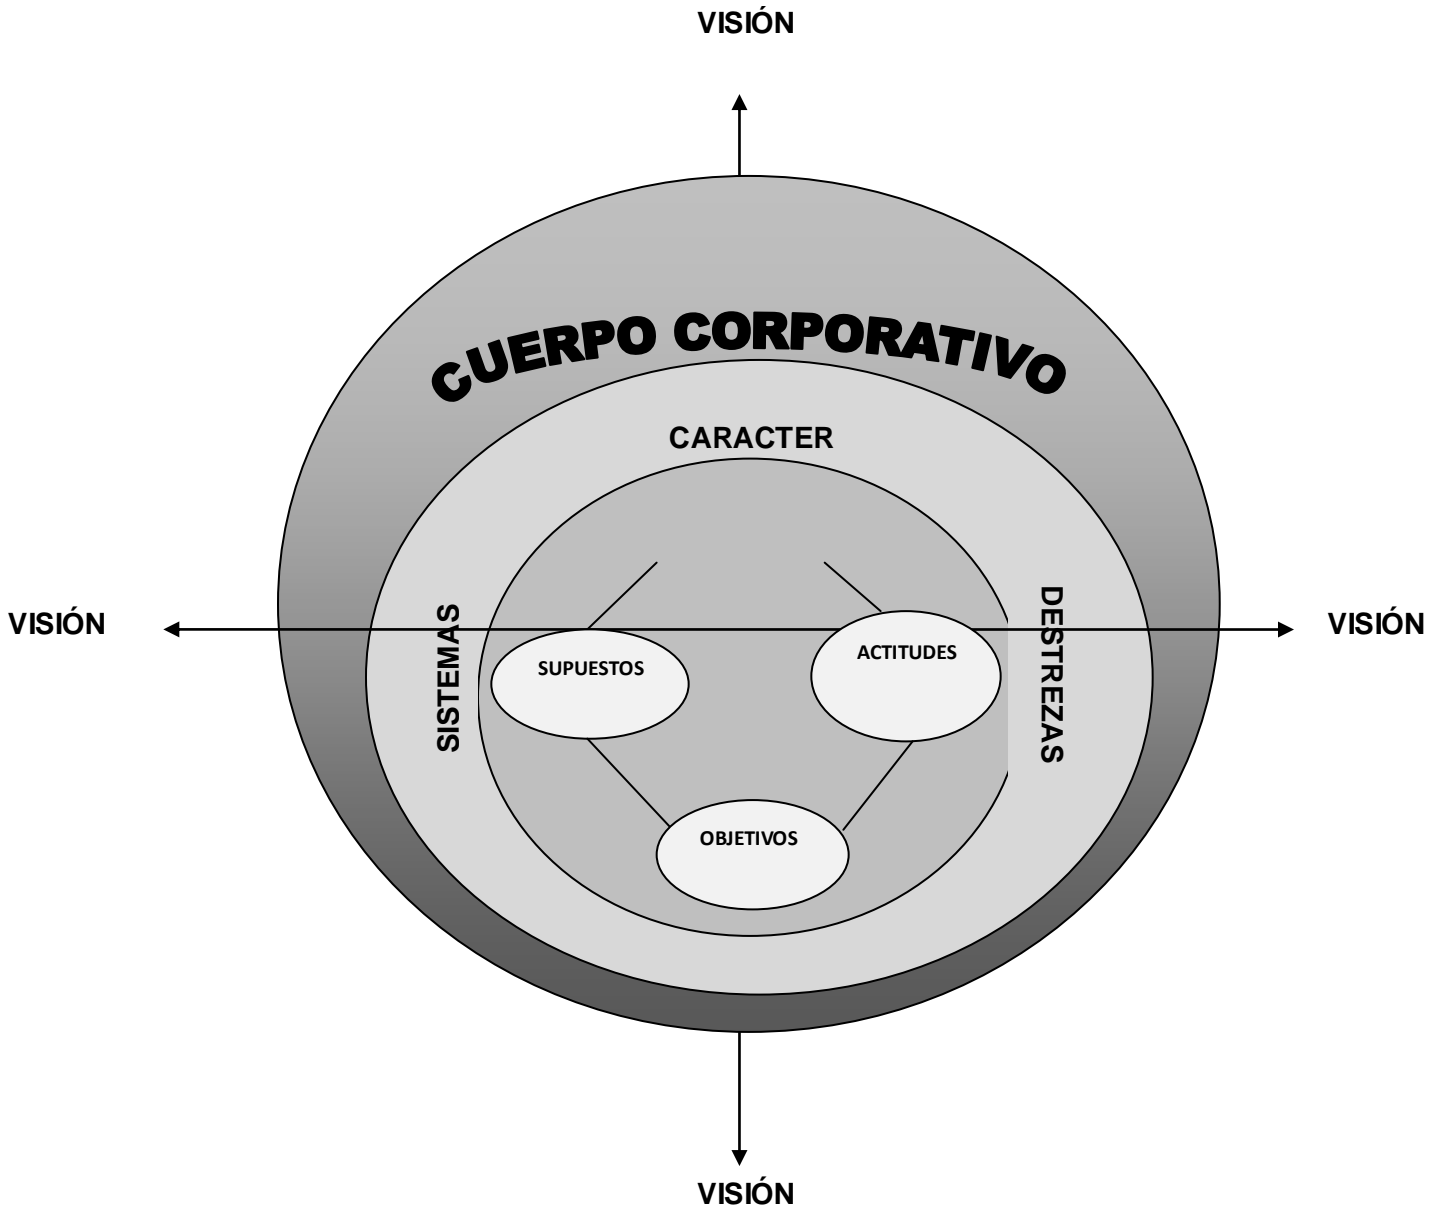 VISIÓN
CUERPO CORPORATIVO
CARACTER
VISIÓN
SISTEMAS
DESTREZAS
VISIÓN
SUPUESTOS
ACTITUDES
OBJETIVOS
VISIÓN